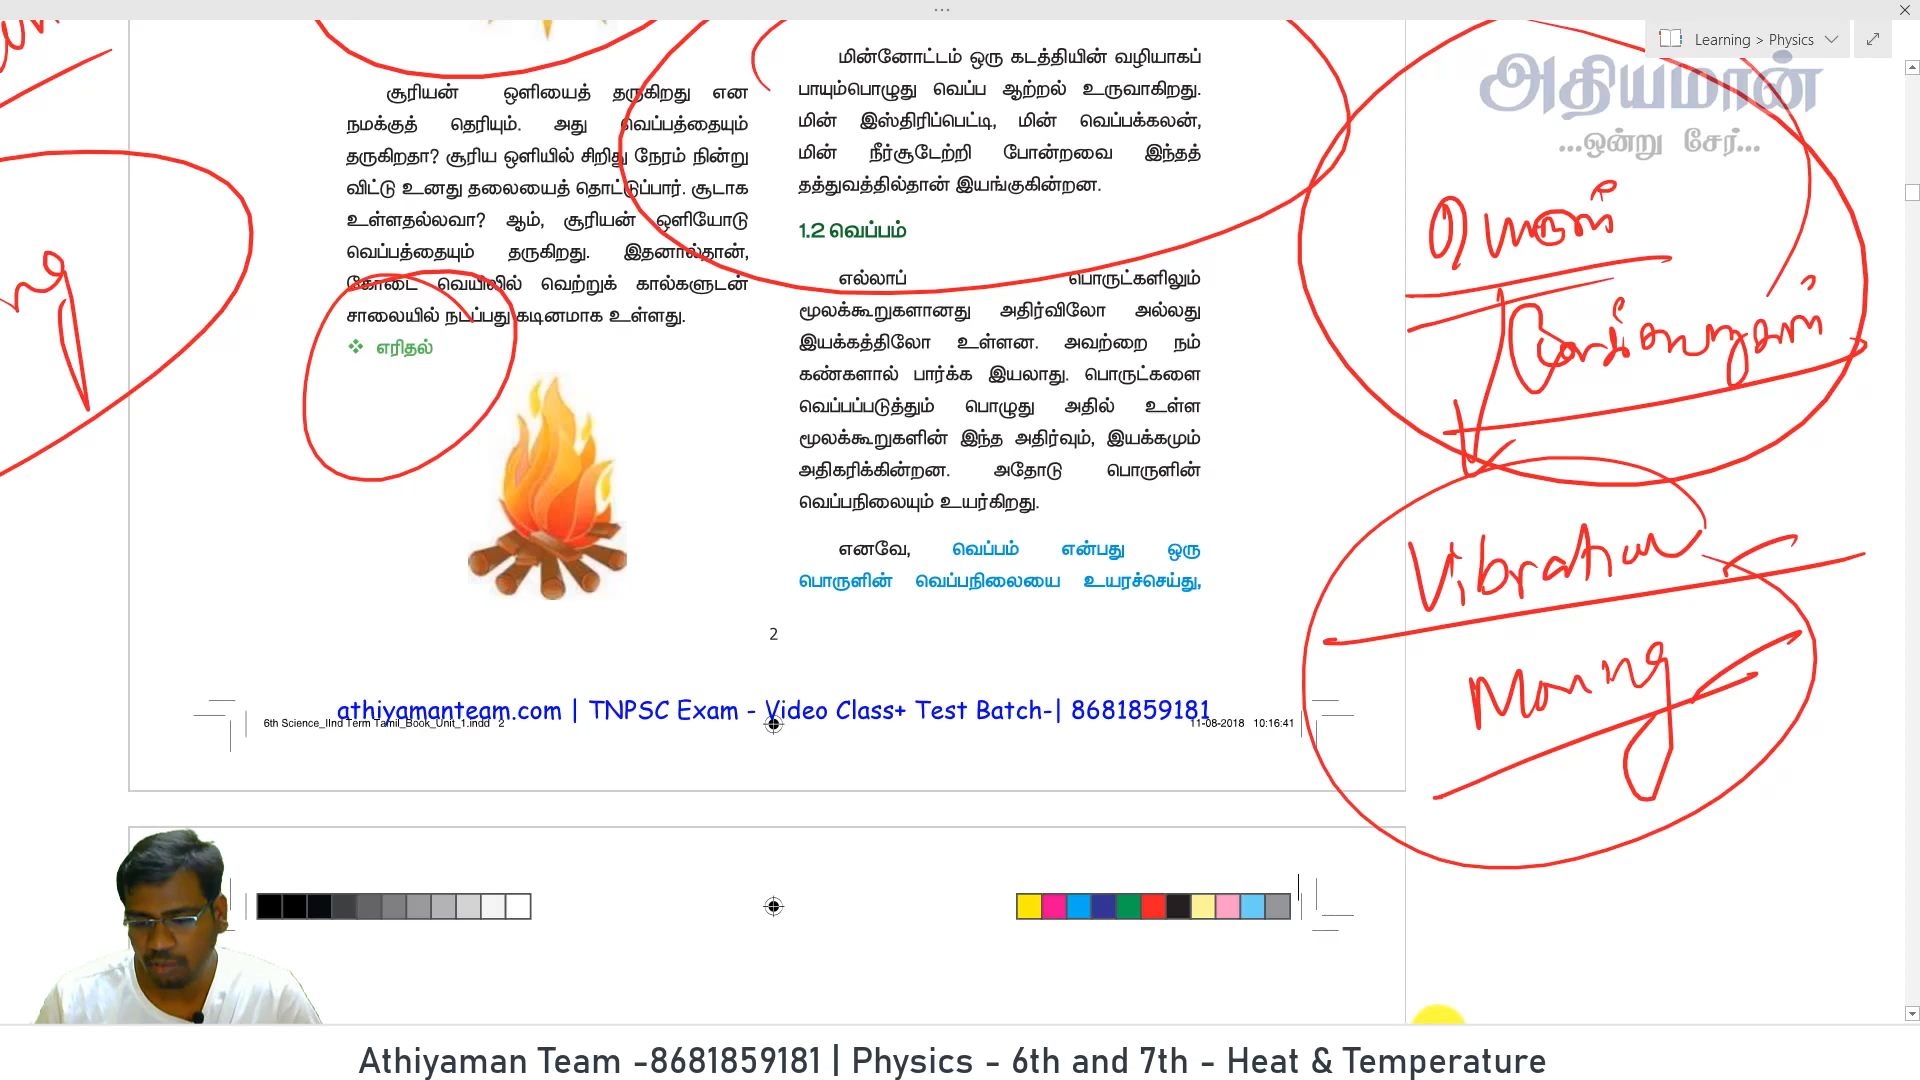 Learning > Physics
அதியமான்
...ஒன்று சேர்...
சூரியன் ஒளியைத் தருகிறது என
நமக்குத் தெரியும். அது வெப்பத்தையும்
தருகிறதா? சூரிய ஒளியில் சிறிது நேரம் நின்று
விட்டு உனது தலையைத் தொட்டுப்பார். சூடாக
உள்ளதல்லவா? ஆம், சூரியன் ஒளியோடு
வெப்பத்தையும் தருகிறது. இதனால்தான்,
கோடை வெயிலில் வெற்றுக் கால்களுடன்
சாலையில் நடப்பது கடினமாக உள்ளது.
❖ எரிதல்
மின்னோட்டம் ஒரு கடத்தியின் வழியாகப்
பாயும்பொழுது வெப்ப ஆற்றல் உருவாகிறது.
மின் இஸ்திரிப்பெட்டி, மின் வெப்பக்கலன்,
மின் நீர்சூடேற்றி போன்றவை இந்தத்
தத்துவத்தில்தான் இயங்குகின்றன.
1.2 வெப்பம்
எல்லாப் பொருட்களிலும்
மூலக்கூறுகளானது அதிர்விலோ அல்லது
இயக்கத்திலோ உள்ளன. அவற்றை நம்
கண்களால் பார்க்க இயலாது. பொருட்களை
வெப்பப்படுத்தும் பொழுது அதில் உள்ள
மூலக்கூறுகளின் இந்த அதிர்வும், இயக்கமும்
அதிகரிக்கின்றன. அதோடு பொருளின்
வெப்பநிலையும் உயர்கிறது.
எனவே, வெப்பம் என்பது ஒரு
பொருளின் வெப்பநிலையை உயரச்செய்து,
பொருள்
Vibration
Moving
2
athiyamanteam.com | TNPSC Exam - Video Class+ Test Batch-| 8681859181
6th Science_IInd Term Tamil_Book_Unit_1.indd 2
11-08-2018 10:16:41
Athiyaman Team -8681859181 | Physics - 6th and 7th - Heat & Temperature